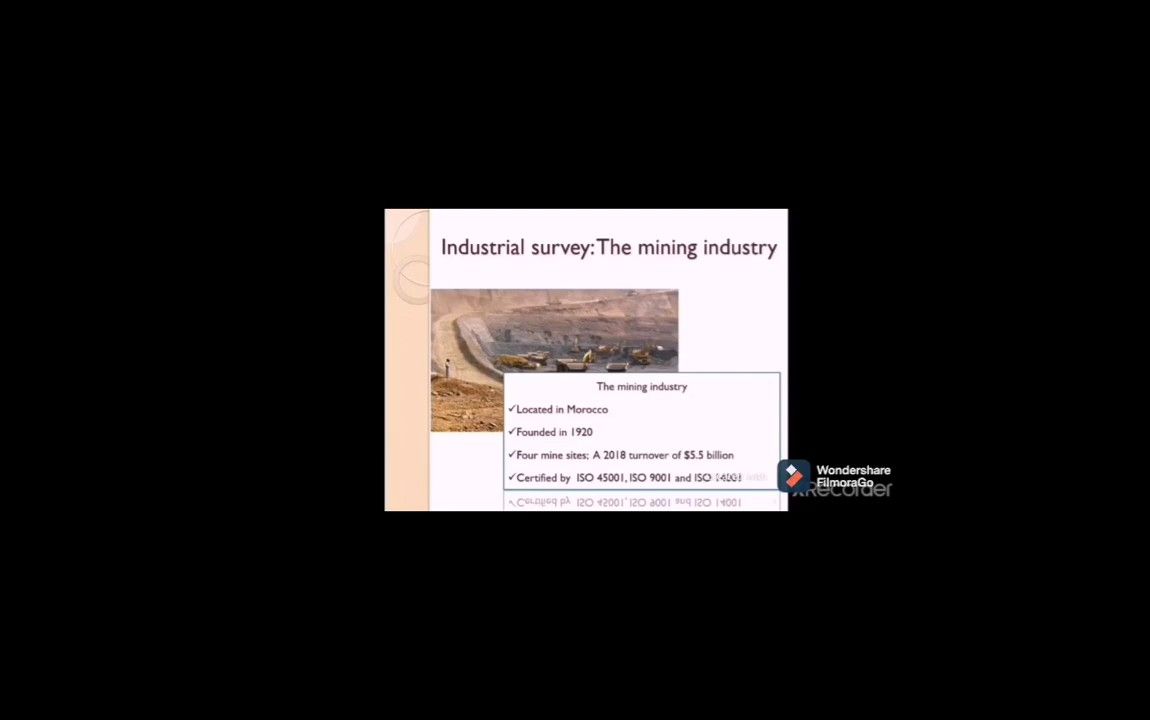 Industrial survey: The mining industry
The mining industry
✓Located in Morocco
✓Founded in 1920
✓Four mine sites; A 2018 turnover of $5.5 billion
✓Certified by ISO 45001, ISO 9001 and ISO 14001
Wondershare
FilmoraGo
XRecorder